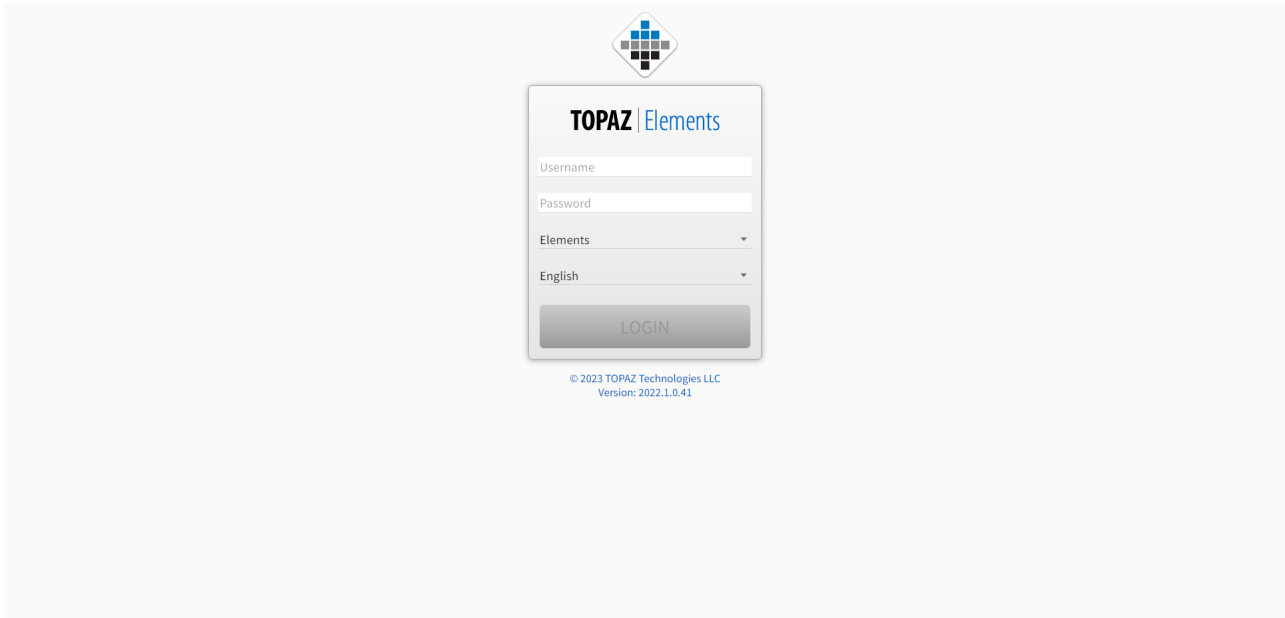 TOPAZ | Elements
Username
Password
Elements
English
LOGIN
© 2023 TOPAZ Technologies LLC
Version: 2022.1.0.41